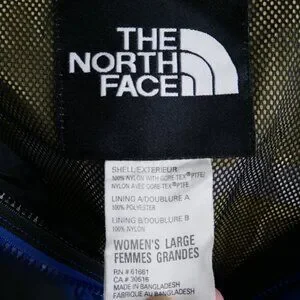 THE
NORTH
FACE
SHELL/EXTERIEUR
100% NYLON WITH GORE-TEX®PTFE/
NYLON AVEC GORE-TEX®PTFE
LINING A/DOUBLURE A
100% POLYESTER
LINING B/DOUBLURE B
100% NYLON
WOMEN'S LARGE
FEMMES GRANDES
RN # 61661
CA # 30516
MADE IN BANGLADESH
FABRIQUE AU BANGLADESH